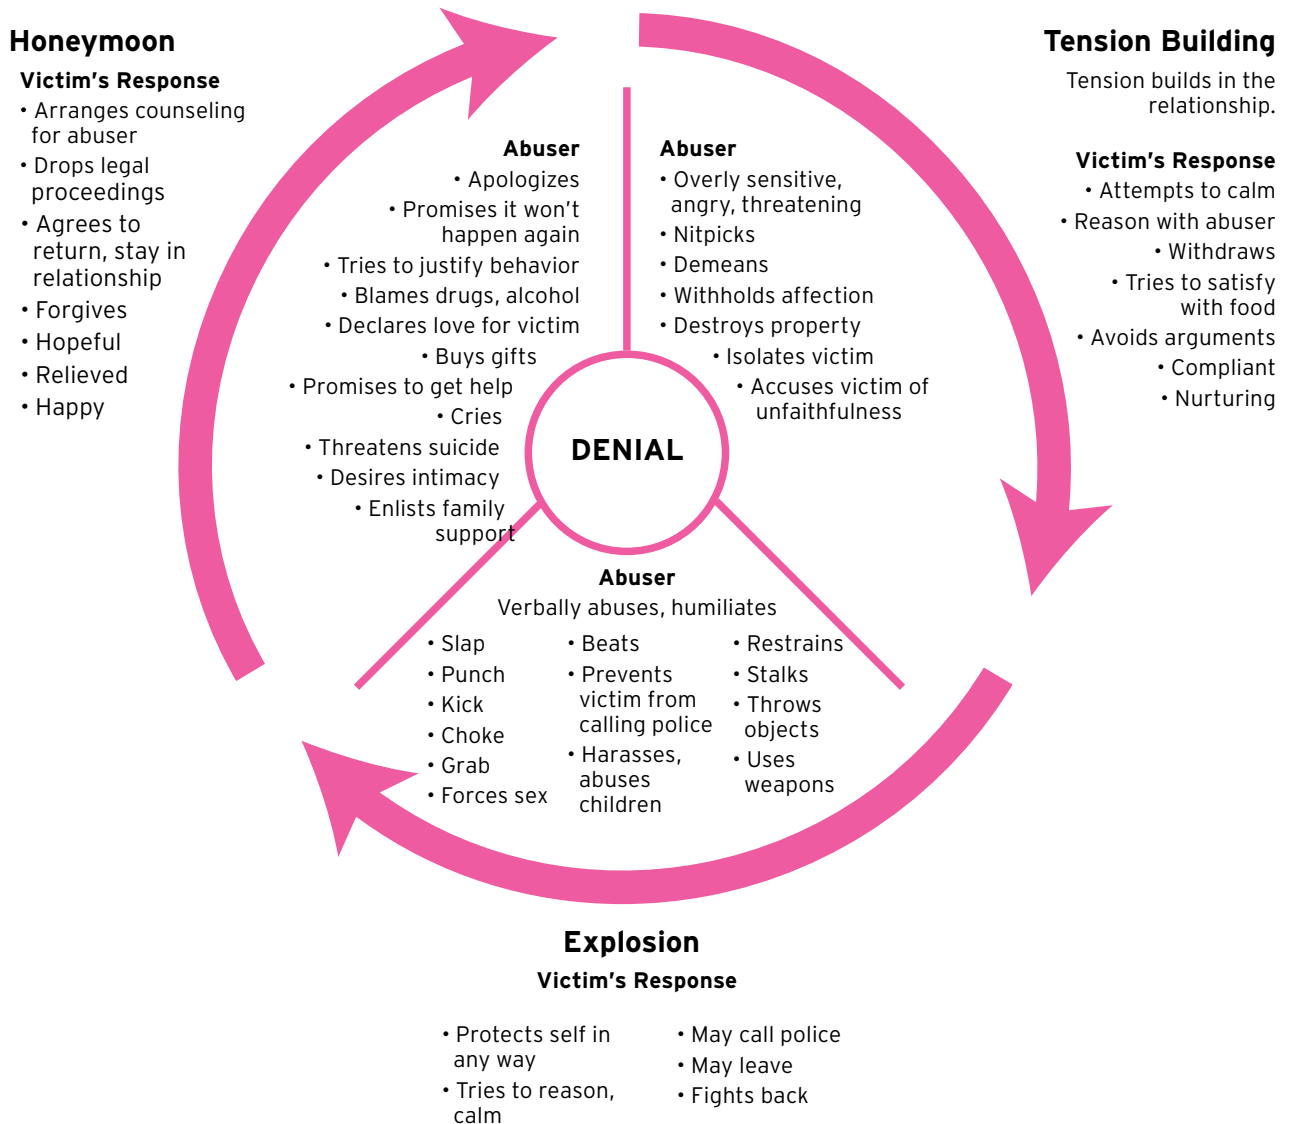 Honeymoon
Victim's Response
• Arranges counseling
for abuser
• Drops legal
proceedings
• Agrees to
return, stay in
relationship
• Forgives
• Hopeful
• Relieved
• Happy
Abuser
• Apologizes
• Promises it won't
happen again
• Tries to justify behavior
• Blames drugs, alcohol
• Declares love for victim
• Buys gifts
• Promises to get help
• Cries
• Threatens suicide
• Desires intimacy
• Enlists family
support
Abuser
• Overly sensitive,
angry, threatening
• Nitpicks
• Demeans
• Withholds affection
• Destroys property
• Isolates victim
• Accuses victim of
unfaithfulness
Tension Building
Tension builds in the
relationship.
Victim's Response
• Attempts to calm
• Reason with abuser
• Withdraws
• Tries to satisfy
with food
• Avoids arguments
• Compliant
• Nurturing
DENIAL
Abuser
Verbally abuses, humiliates
• Slap
• Punch
• Kick
• Choke
• Grab
• Forces sex
• Beats
• Prevents
victim from
calling police
• Harasses,
abuses
children
• Restrains
• Stalks
• Throws
objects
• Uses
weapons
Explosion
Victim's Response
• Protects self in
any way
• Tries to reason,
calm
• May call police
• May leave
• Fights back